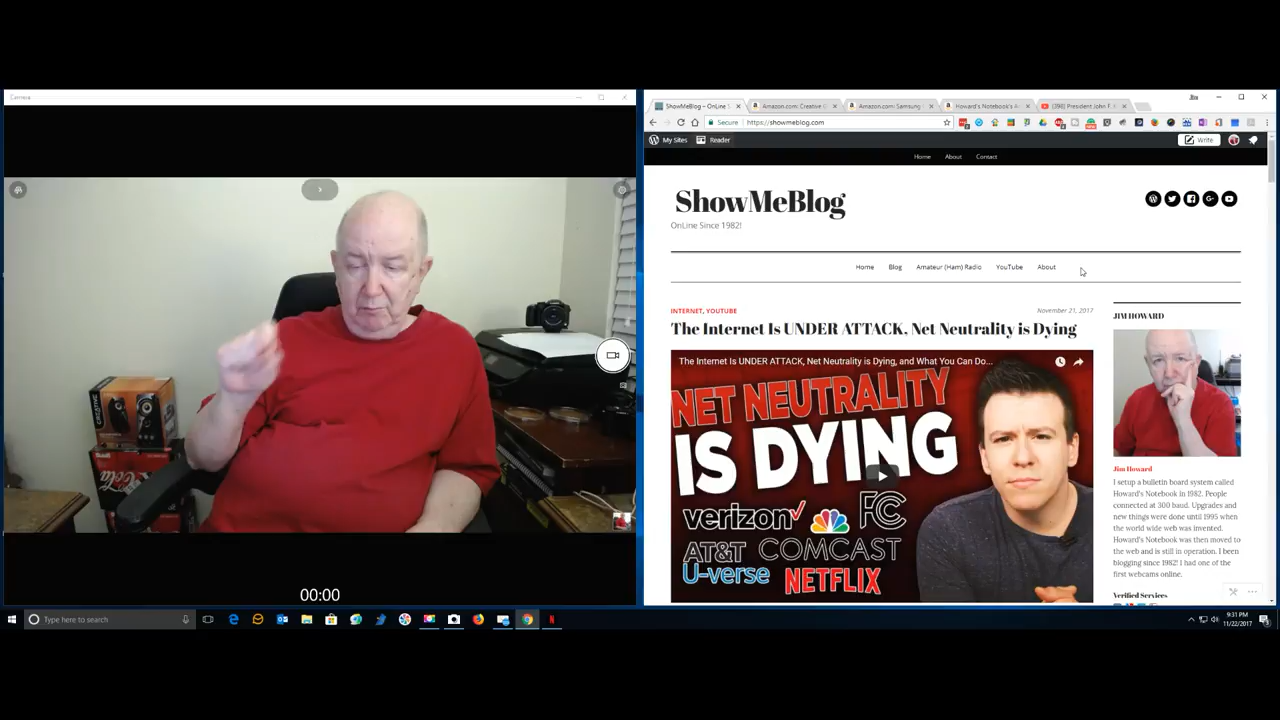 Camera
CREATIVE
Coca-Cola
00:00
ShowMeBlog – OnLine S
Amazon.com: Creative G
Amazon.com: Samsung
Howard's Notebook's A
(398) President John F. K
Jim
Secure
https://showmeblog.com
My Sites
Reader
Write
Home
About
Contact
ShowMeBlog
OnLine Since 1982!
Home
Blog
Amateur (Ham) Radio
YouTube
About
INTERNET, YOUTUBE
November 21, 2017
The Internet Is UNDER ATTACK, Net Neutrality is Dying
The Internet Is UNDER ATTACK, Net Neutrality is Dying, and What You Can Do...
NET NEUTRALITY
IS DYING
verizon
FC
AT&T
COMCAST
U-verse
NETFLIX
JIM HOWARD
Jim Howard
I setup a bulletin board system called
Howard's Notebook in 1982. People
connected at 300 baud. Upgrades and
new things were done until 1995 when
the world wide web was invented.
Howard's Notebook was then moved to
the web and is still in operation. I been
blogging since 1982! I had one of the
first webcams online.
Verified Services
Type here to search
9:31 PM
11/22/2017